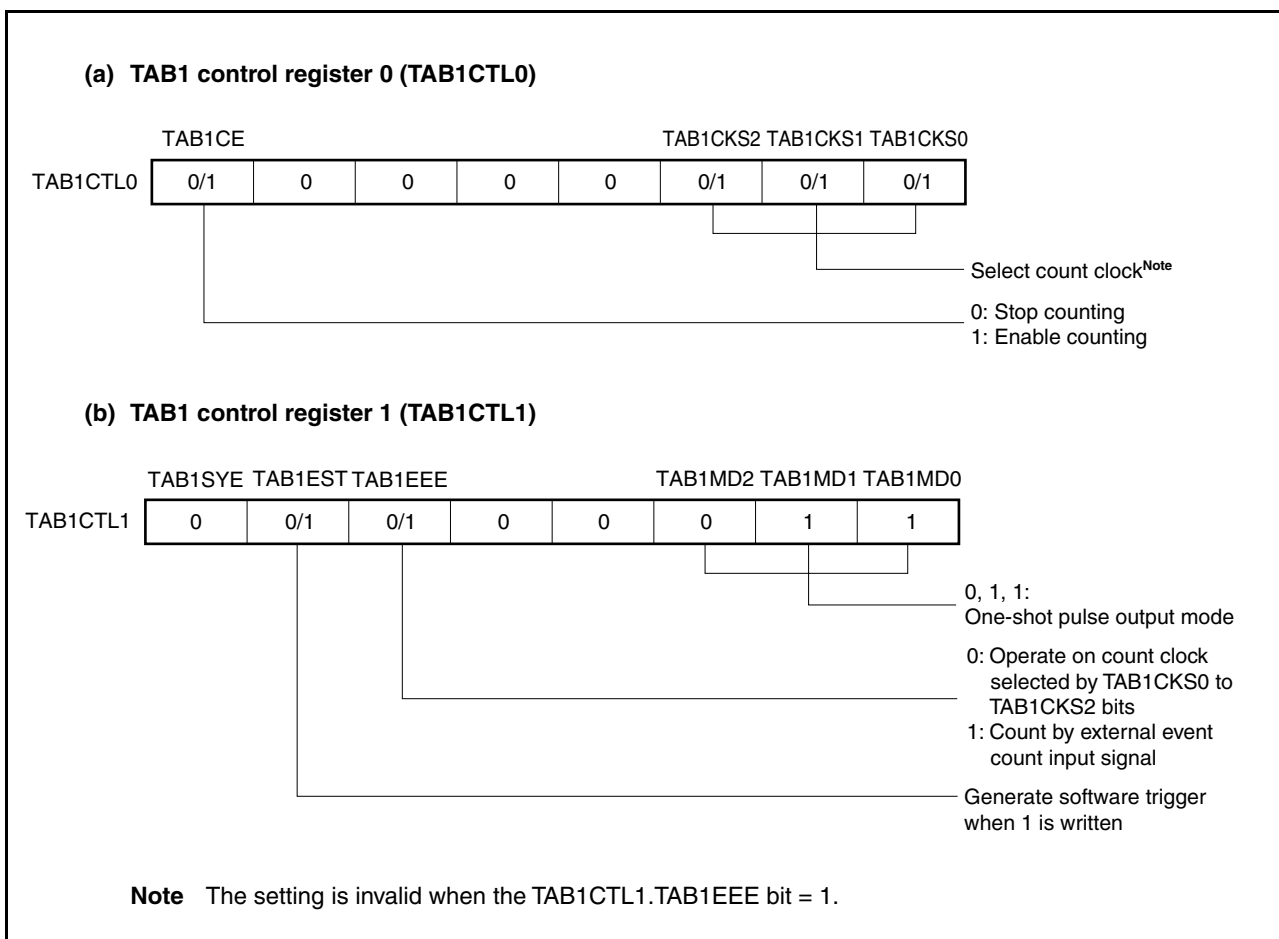 (a) TAB1 control register 0 (TAB1CTL0)
TAB1CE TAB1CKS2 TAB1CKS1 TAB1CKS0
TAB1CTL0 0/1 0 0 0 0 0/1 0/1 0/1
Select count clockNote
0: Stop counting
1: Enable counting
(b) TAB1 control register 1 (TAB1CTL1)
TAB1SYE TAB1EST TAB1EEE TAB1MD2 TAB1MD1 TAB1MD0
TAB1CTL1 0 0/1 0/1 0 0 0 1 1
0, 1, 1:
One-shot pulse output mode
0: Operate on count clock
selected by TAB1CKS0 to
TAB1CKS2 bits
1: Count by external event
count input signal
Generate software trigger
when 1 is written
Note The setting is invalid when the TAB1CTL1.TAB1EEE bit = 1.